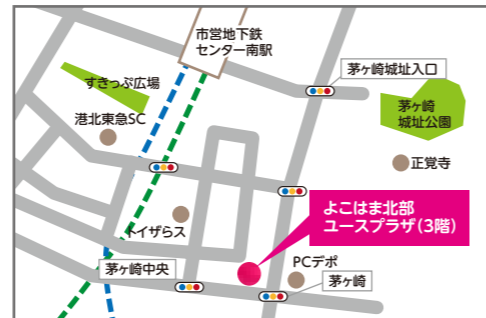 市営地下鉄
センター南駅
茅ヶ崎城址入口
すきっぷ広場
茅ヶ崎
城址公園
港北東急SC
正覚寺
よこはま北部
ユースプラザ(3階)
トイザらス
PCデポ
茅ヶ崎中央
茅ヶ崎